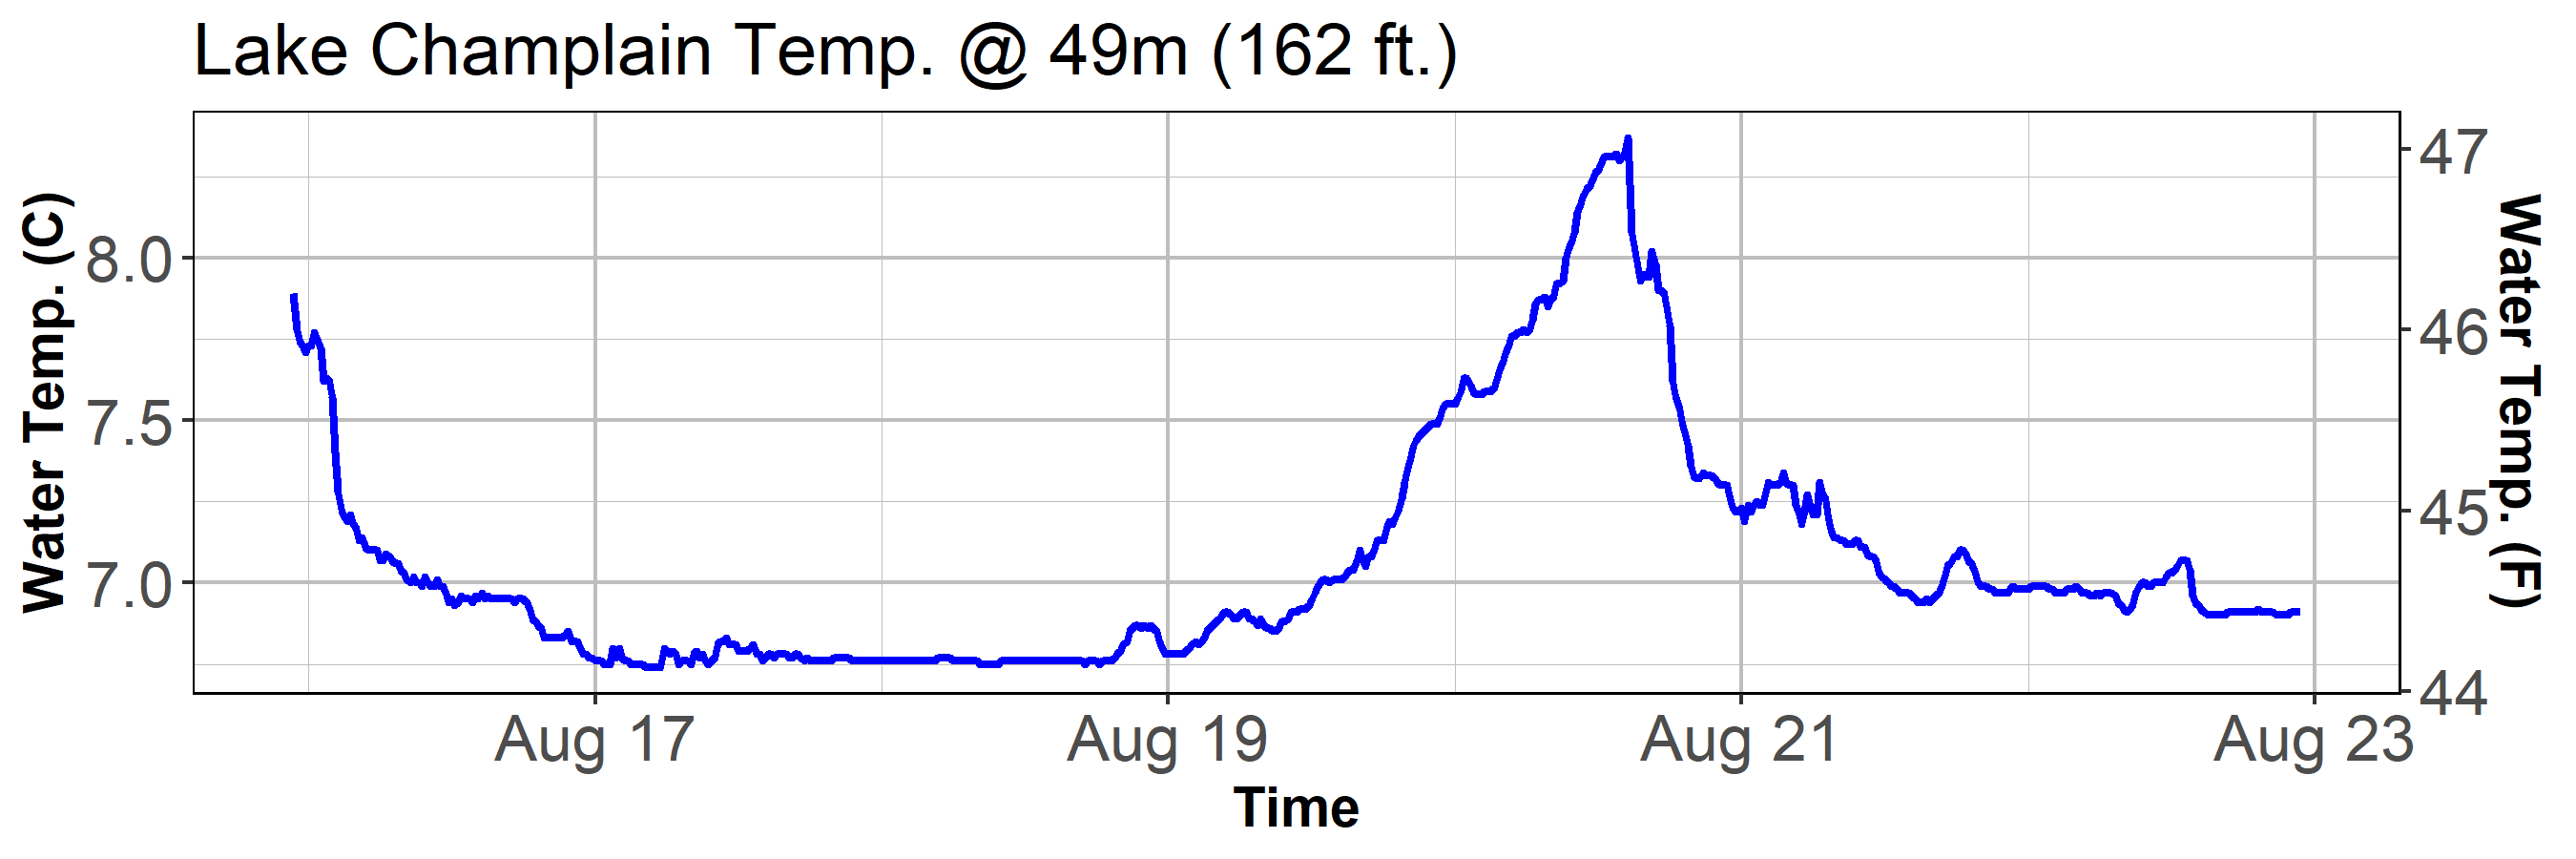 Lake Champlain Temp. @ 49m (162 ft.)
Water Temp. (C)
8.0
7.5
7.0
47
46
45
44
Water Temp. (F)
Aug 17
Aug 19
Aug 21
Aug 23
Time